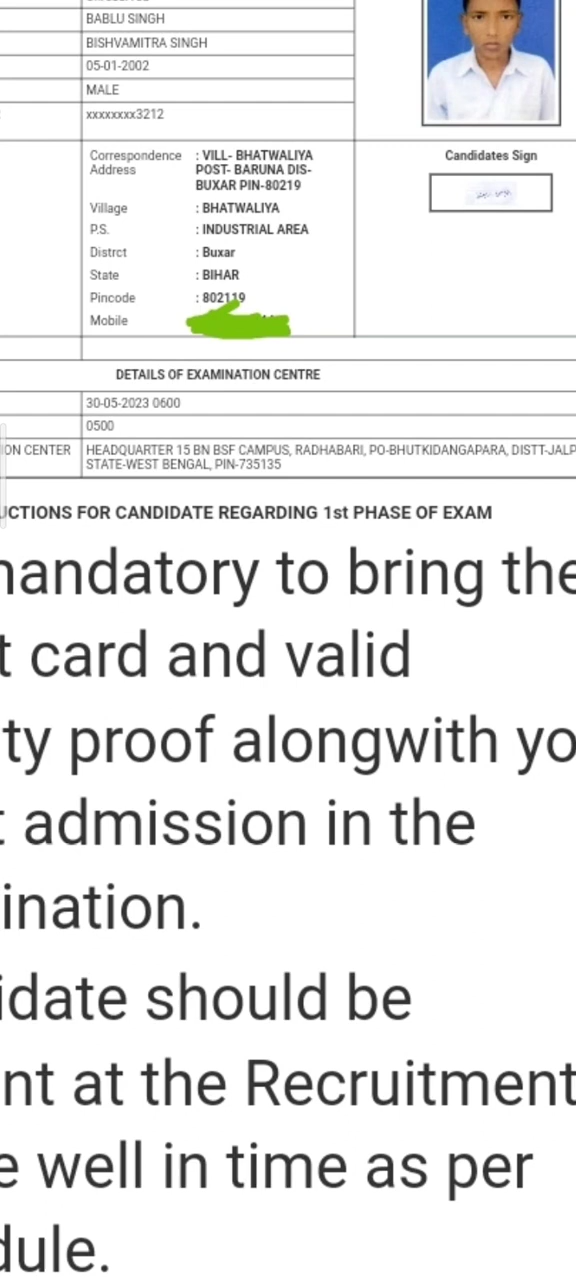 BABLU SINGH
BISHVAMITRA SINGH
05-01-2002
MALE
xxxxxxxx3212
Correspondence Address : VILL- BHATWALIYA
POST- BARUNA DIS-
BUXAR PIN-80219
Village : BHATWALIYA
P.S. : INDUSTRIAL AREA
Distrct : Buxar
State : BIHAR
Pincode : 802119
Mobile
Candidates Sign
DETAILS OF EXAMINATION CENTRE
30-05-2023 0600
0500
ION CENTER HEADQUARTER 15 BN BSF CAMPUS, RADHABARI, PO-BHUTKIDANGAPARA, DISTT-JALP
STATE-WEST BENGAL, PIN-735135
UCTIONS FOR CANDIDATE REGARDING 1st PHASE OF EXAM
nandatory to bring the
t card and valid
ty proof alongwith yo
t admission in the
ination.
idate should be
nt at the Recruitment
e well in time as per
dule.